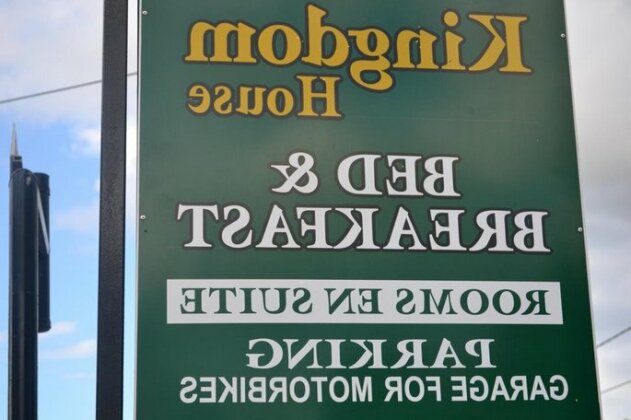 Kingdom
House
BED &
BREAKFAST
ROOMS EN SUITE
PARKING
GARAGE FOR MOTORBIKES